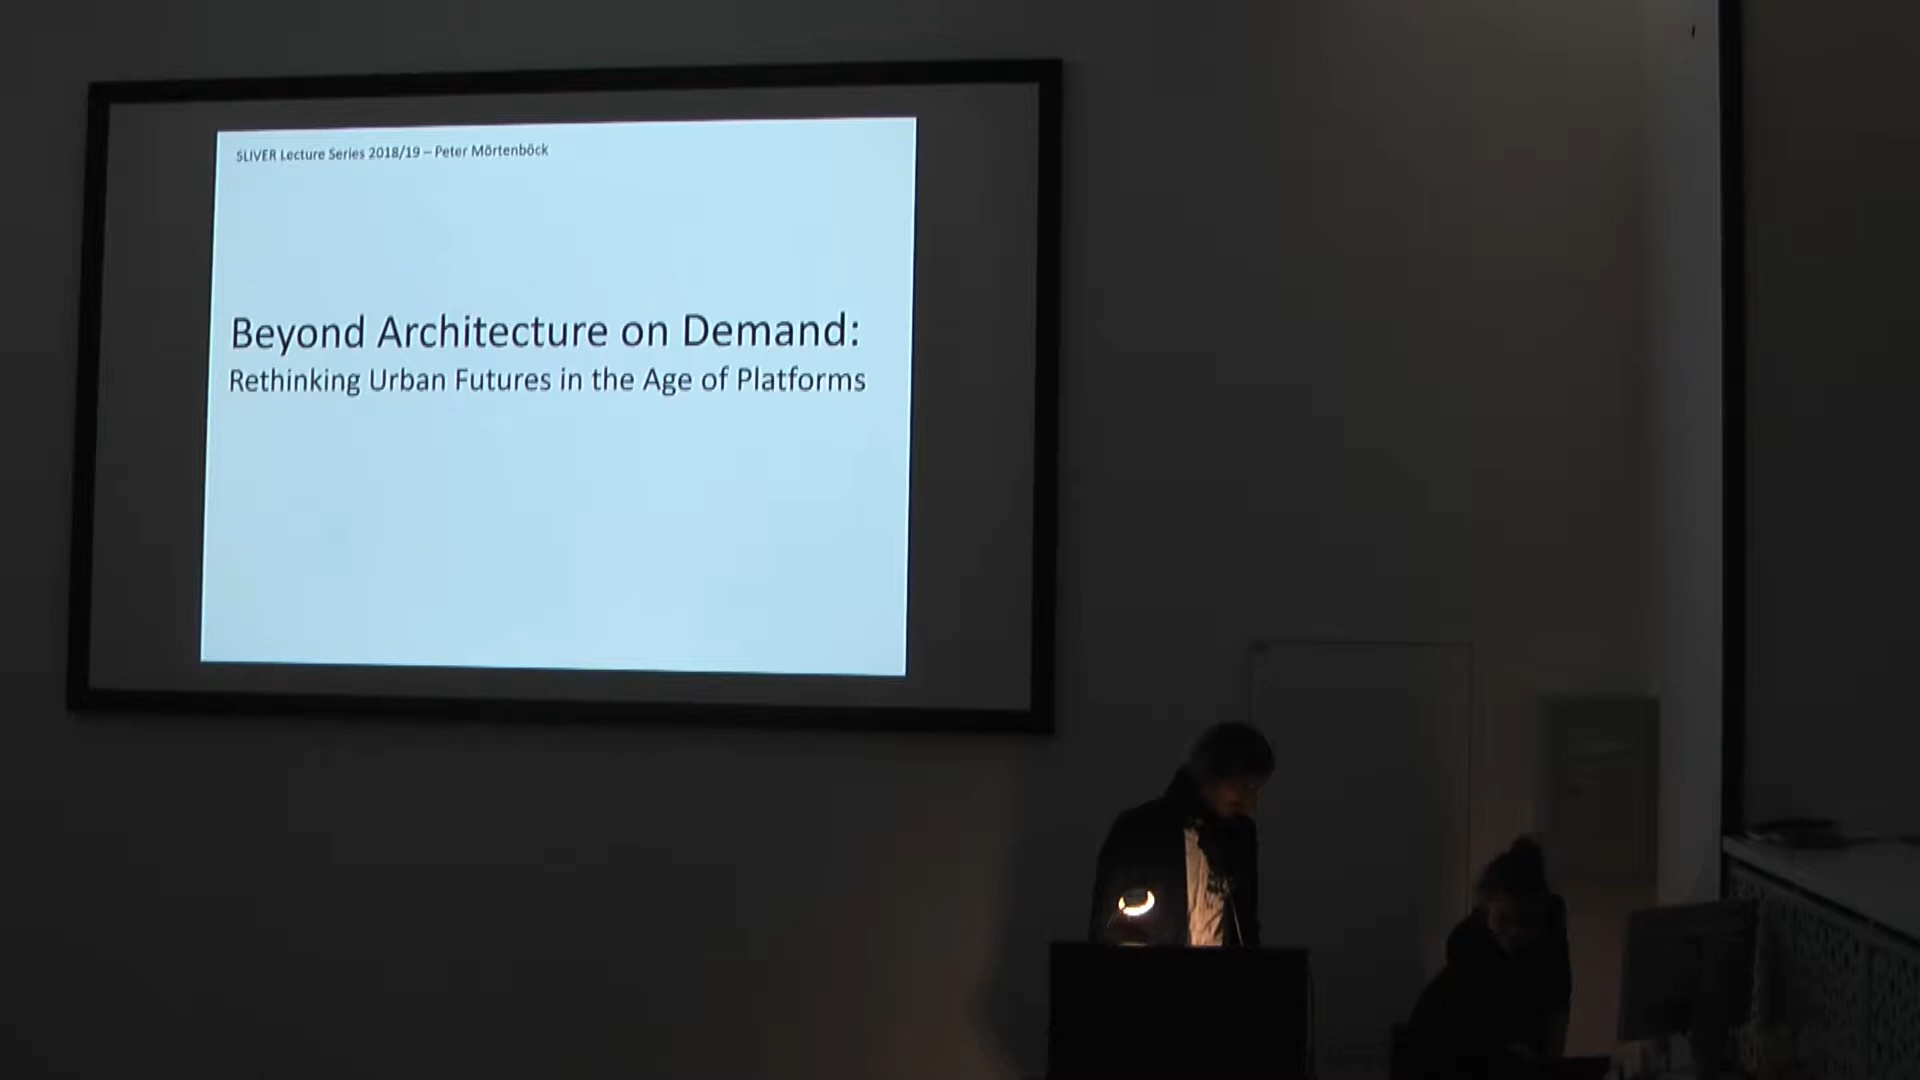 SLIVER Lecture Series 2018/19 – Peter Mörtenböck
Beyond Architecture on Demand:
Rethinking Urban Futures in the Age of Platforms